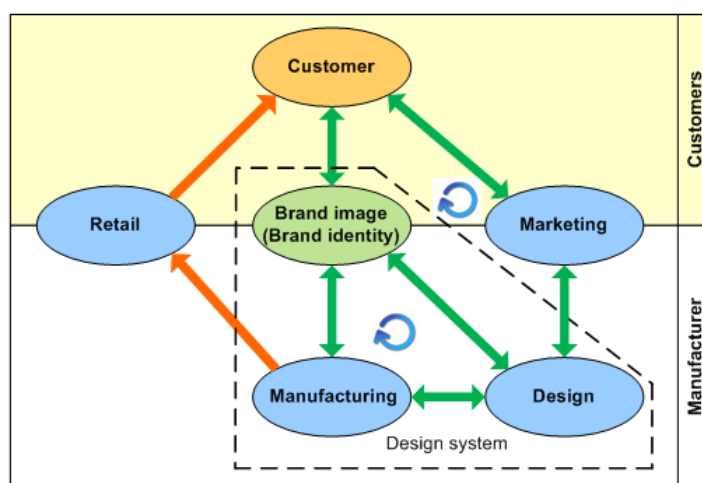 Customer
Customers
Retail
Brand image
(Brand identity)
Marketing
Manufacturer
Manufacturing
Design
Design system